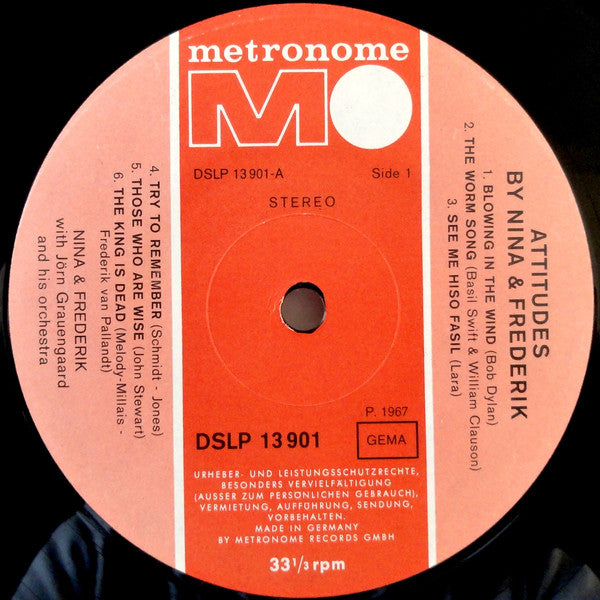 metronome
MO
DSLP 13 901-A Side 1
STEREO
ATTITUDES
BY NINA & FREDERIK
1. BLOWING IN THE WIND (Bob Dylan)
2. THE WORM SONG (Basil Swift & William Clauson)
3. SEE ME HISO FASIL (Lara)
4. TRY TO REMEMBER (Schmidt - Jones)
5. THOSE WHO ARE WISE (John Stewart)
6. THE KING IS DEAD (Melody-Millais -
Frederik van Pallandt)
NINA & FREDERIK
with Jörn Grauengaard
and his orchestra
P. 1967
DSLP 13 901 GEMA
URHEBER- UND LEISTUNGSSCHUTZRECHTE,
BESONDERS VERVIELFÄLTIGUNG
(AUSSER ZUM PERSÖNLICHEN GEBRAUCH),
VERMIETUNG, AUFFÜHRUNG, SENDUNG,
VORBEHALTEN.
MADE IN GERMANY
BY METRONOME RECORDS GMBH
33 1/3 rpm